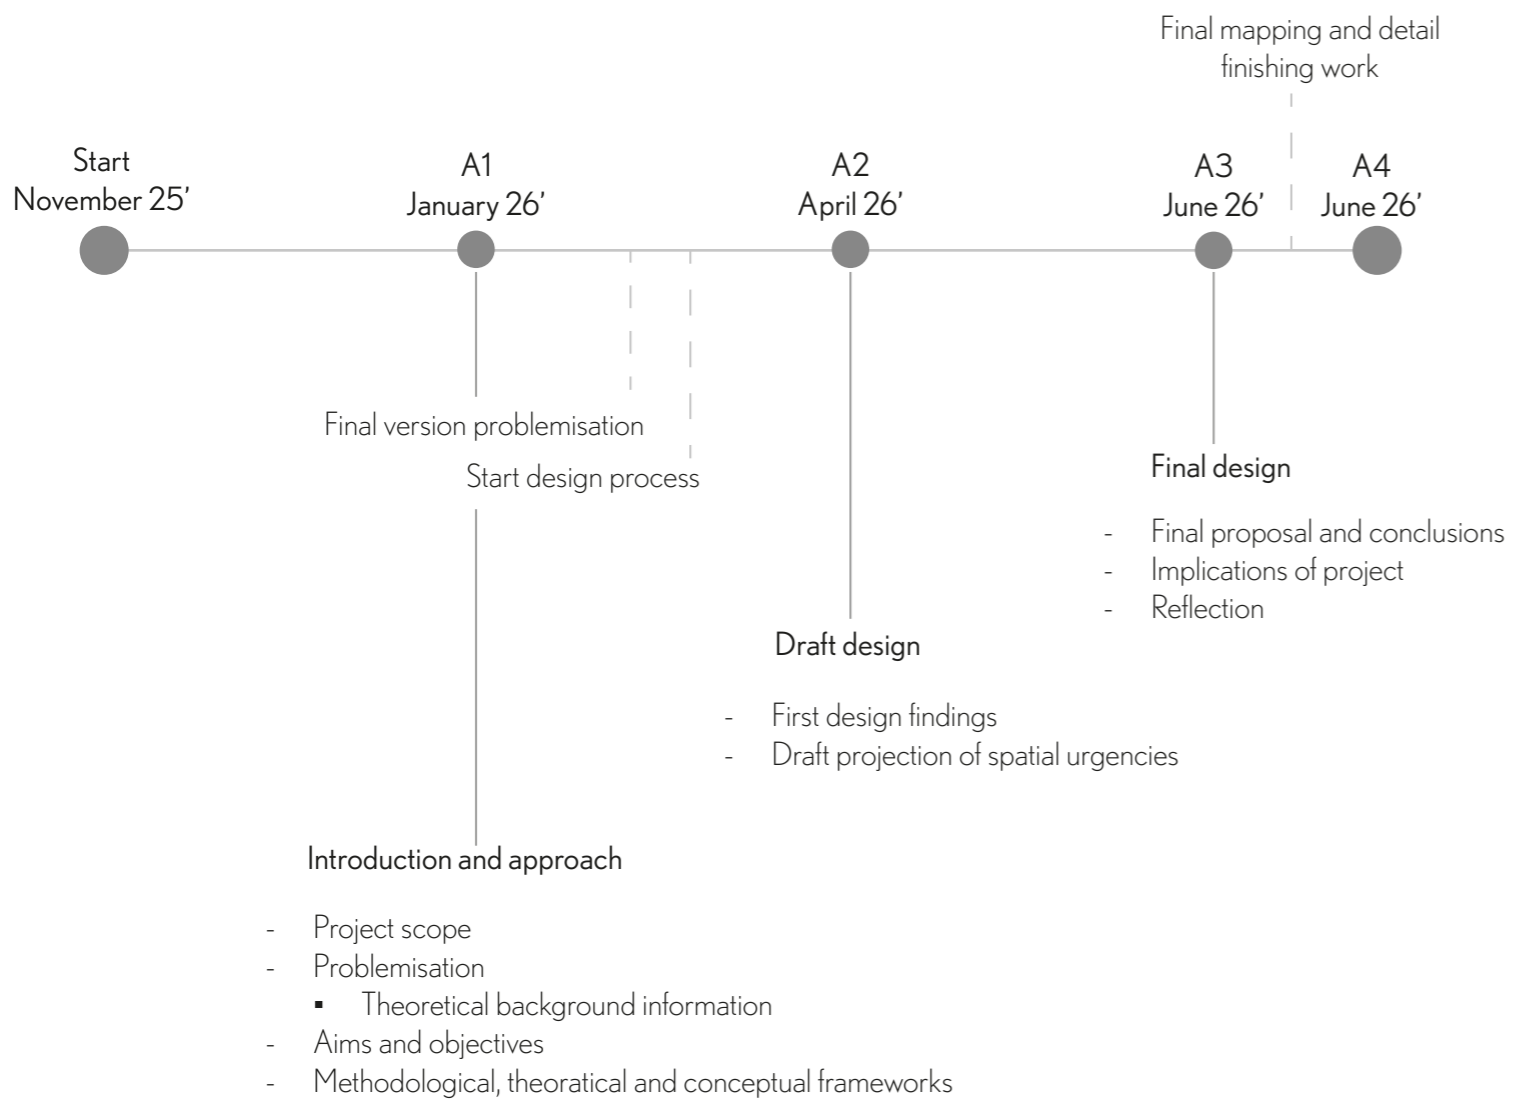 Final mapping and detail
finishing work
Start
November 25’
A1
January 26’
A2
April 26’
A3
June 26’
A4
June 26’
Final version problemisation
Start design process
Final design
- Final proposal and conclusions
- Implications of project
- Reflection
Draft design
- First design findings
- Draft projection of spatial urgencies
Introduction and approach
- Project scope
- Problemisation
▪ Theoretical background information
- Aims and objectives
- Methodological, theoratical and conceptual frameworks